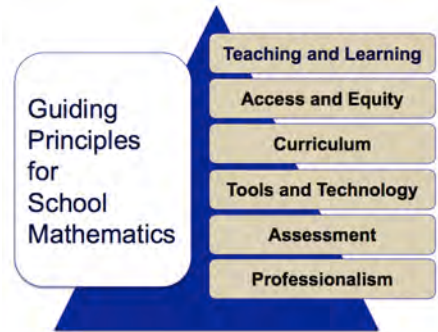 Guiding
Principles
for
School
Mathematics
Teaching and Learning
Access and Equity
Curriculum
Tools and Technology
Assessment
Professionalism